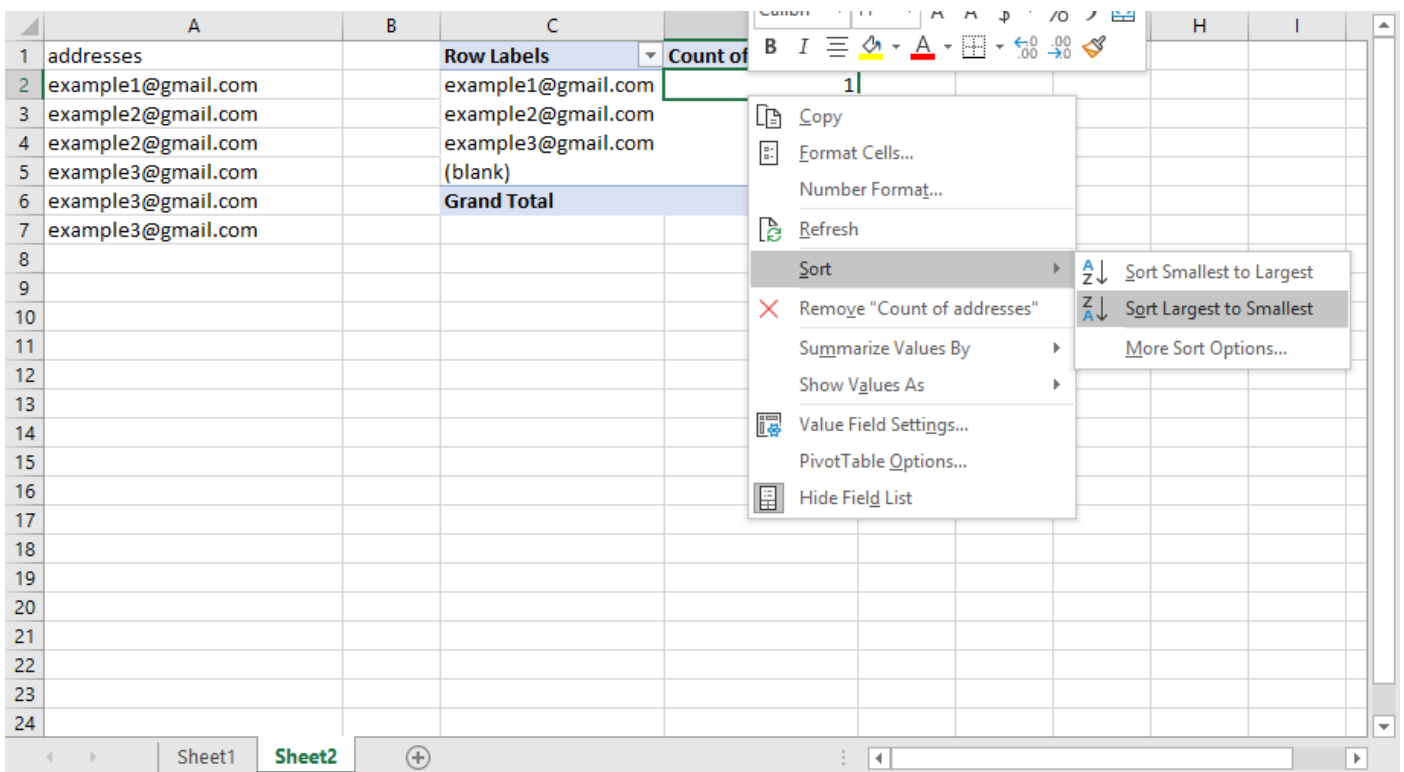 A B C H I
1 addresses Row Labels Count of
2 example1@gmail.com example1@gmail.com 1
3 example2@gmail.com example2@gmail.com
4 example2@gmail.com example3@gmail.com
5 example3@gmail.com (blank)
6 example3@gmail.com Grand Total
7 example3@gmail.com
8
9
10
11
12
13
14
15
16
17
18
19
20
21
22
23
24
B I A
Copy
Format Cells...
Number Format...
Refresh
Sort
Remove "Count of addresses"
Summarize Values By
Show Values As
Value Field Settings...
PivotTable Options...
Hide Field List
Sort Smallest to Largest
Sort Largest to Smallest
More Sort Options...
Sheet1 Sheet2